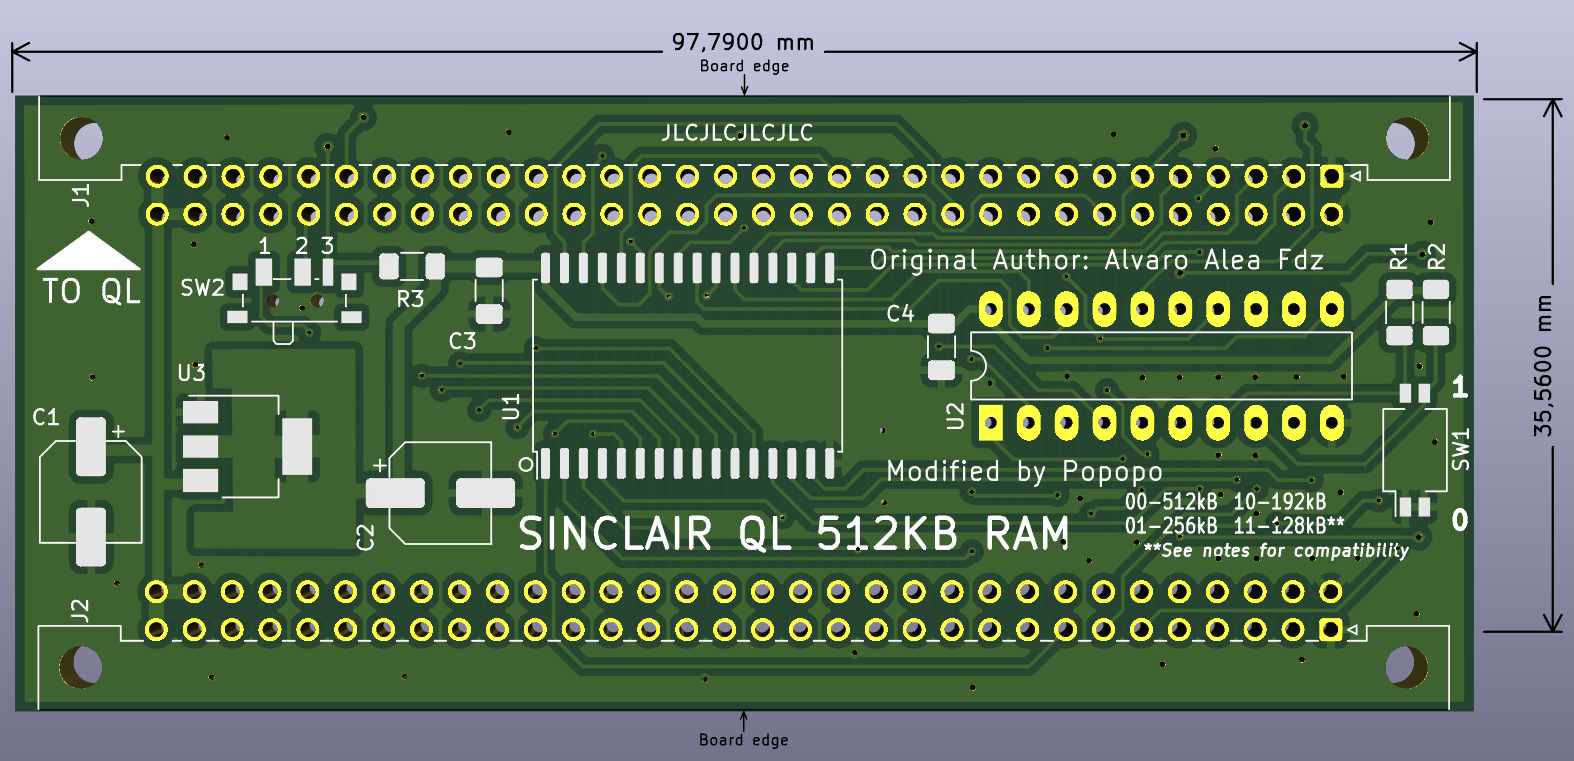 97,7900 mm
Board edge
JLCJLCJLCJLC
J1
1 2 3
TO QL
SW2
R3
C3
Original Author: Alvaro Alea Fdz
R1
R2
C4
35,5600 mm
U3
C1
+
U1
U2
1
SW1
0
+
C2
Modified by Popopo
00-512kB 10-192kB
01-256kB 11-128kB**
**See notes for compatibility
SINCLAIR QL 512KB RAM
J2
Board edge